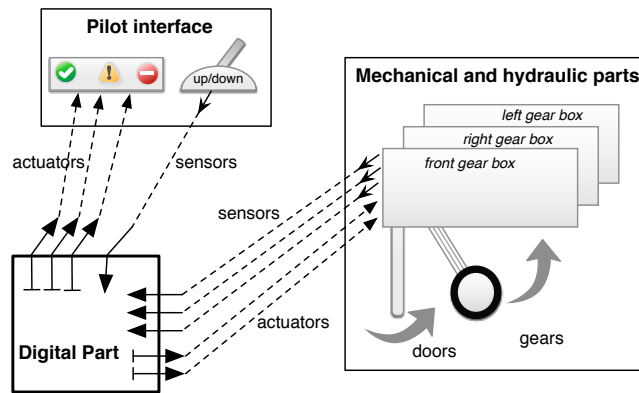 Pilot interface
up/down
actuators
sensors
Mechanical and hydraulic parts
left gear box
right gear box
front gear box
sensors
actuators
Digital Part
doors
gears